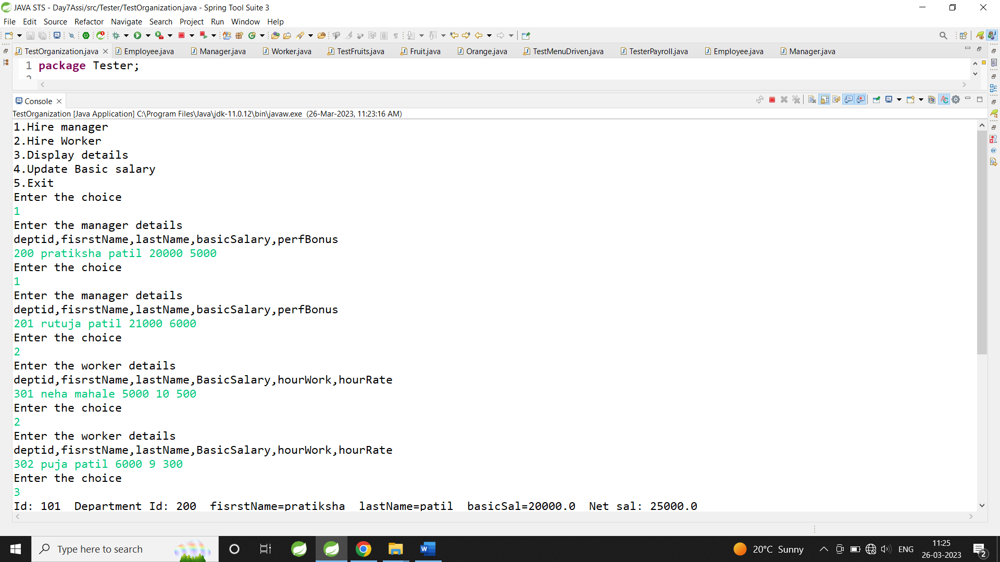 JAVA STS - Day7Assi/src/Tester/TestOrganization.java - Spring Tool Suite 3
File Edit Source Refactor Navigate Search Project Run Window Help
TestOrganization.java Employee.java Manager.java Worker.java TestFruits.java Fruit.java Orange.java TestMenuDriven.java TesterPayroll.java Employee.java Manager.java
1 package Tester;
2
Console
TestOrganization [Java Application] C:\Program Files\Java\jdk-11.0.12\bin\javaw.exe (26-Mar-2023, 11:23:16 AM)
1.Hire manager
2.Hire Worker
3.Display details
4.Update Basic salary
5.Exit
Enter the choice
1
Enter the manager details
deptid,fisrstName,lastName,basicSalary,perfBonus
200 pratiksha patil 20000 5000
Enter the choice
1
Enter the manager details
deptid,fisrstName,lastName,basicSalary,perfBonus
201 rutuja patil 21000 6000
Enter the choice
2
Enter the worker details
deptid,fisrstName,lastName,BasicSalary,hourWork,hourRate
301 neha mahale 5000 10 500
Enter the choice
2
Enter the worker details
deptid,fisrstName,lastName,BasicSalary,hourWork,hourRate
302 puja patil 6000 9 300
Enter the choice
3
Id: 101  Department Id: 200  fisrstName=pratiksha  lastName=patil  basicSal=20000.0  Net sal: 25000.0
Type here to search
20°C Sunny
ENG
11:25
26-03-2023
2